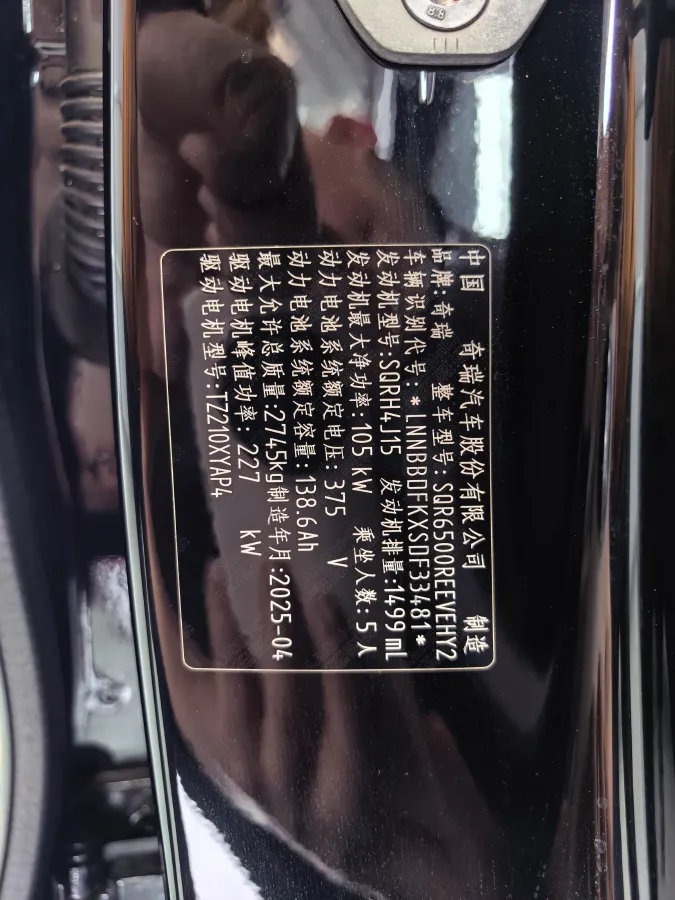 中国 奇瑞汽车股份有限公司 制造
品牌:奇瑞 整车型号:SQR6500REEVEHY2
车辆识别代号:*LNNBBDFKXSDF33481*
发动机型号:SQRH4J15 发动机排量:1499 mL
发动机最大净功率:105 kW 乘坐人数:5人
动力电池系统额定电压:375 V
动力电池系统额定容量:138.6Ah
最大允许总质量:2745kg 制造年月:2025-04
驱动电机峰值功率:227 kW
驱动电机型号:TZ210XYAP4
8.8